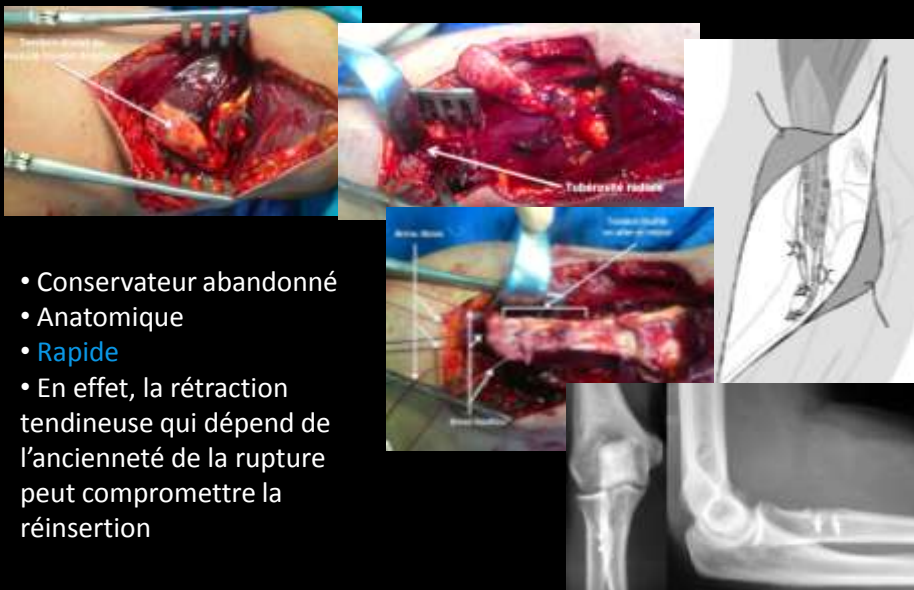 Tubérosité radiale
• Conservateur abandonné
• Anatomique
• Rapide
• En effet, la rétraction
tendineuse qui dépend de
l’ancienneté de la rupture
peut compromettre la
réinsertion